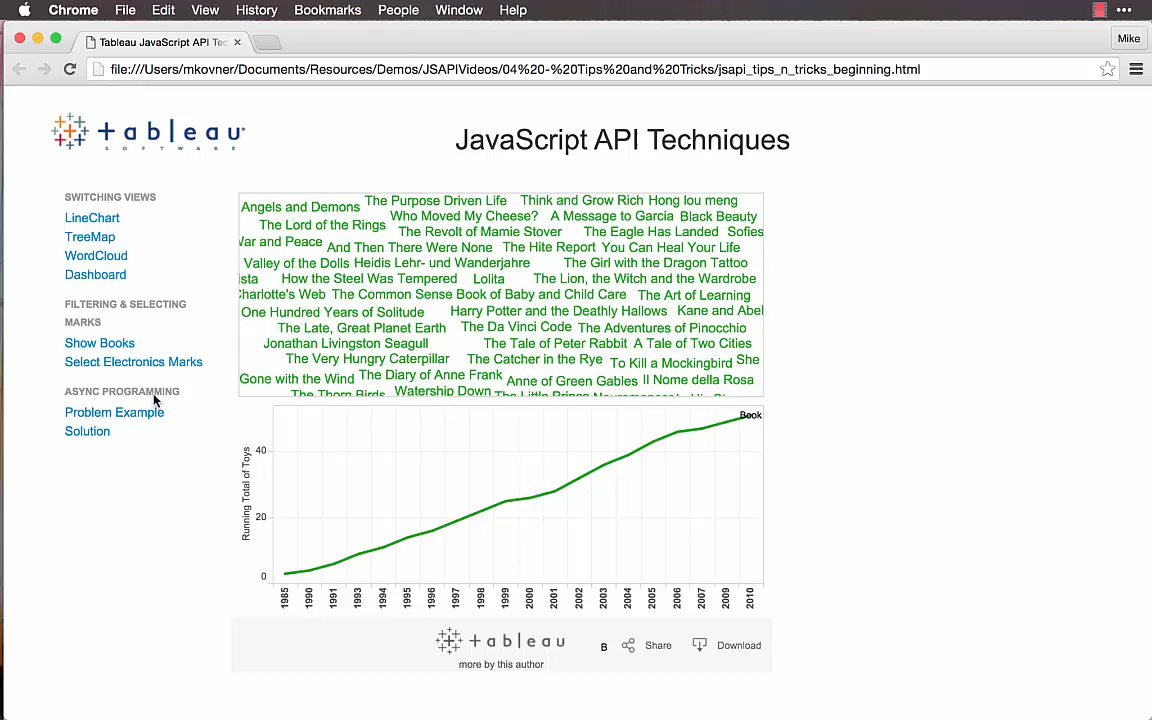 Chrome File Edit View History Bookmarks People Window Help
Tableau JavaScript API Tec
Mike
file:///Users/mkovner/Documents/Resources/Demos/JSAPIVideos/04%20-%20Tips%20and%20Tricks/jsapi_tips_n_tricks_beginning.html
+ableau
SOFTWARE
JavaScript API Techniques
SWITCHING VIEWS
LineChart
TreeMap
WordCloud
Dashboard
FILTERING & SELECTING
MARKS
Show Books
Select Electronics Marks
ASYNC PROGRAMMING
Problem Example
Solution
Angels and Demons The Purpose Driven Life Think and Grow Rich Hong lou meng
Who Moved My Cheese? A Message to Garcia Black Beauty
The Lord of the Rings The Revolt of Mamie Stover The Eagle Has Landed Sofies
War and Peace And Then There Were None The Hite Report You Can Heal Your Life
Valley of the Dolls Heidis Lehr- und Wanderjahre The Girl with the Dragon Tattoo
ista How the Steel Was Tempered Lolita The Lion, the Witch and the Wardrobe
Charlotte's Web The Common Sense Book of Baby and Child Care The Art of Learning
One Hundred Years of Solitude Harry Potter and the Deathly Hallows Kane and Abel
The Late, Great Planet Earth The Da Vinci Code The Adventures of Pinocchio
Jonathan Livingston Seagull The Tale of Peter Rabbit A Tale of Two Cities
The Very Hungry Caterpillar The Catcher in the Rye To Kill a Mockingbird She
Gone with the Wind The Diary of Anne Frank Anne of Green Gables Il Nome della Rosa
The Thorn Birds Watership Down The Little Prince Neuromancer
Book
Running Total of Toys
40
20
0
1985 1990 1991 1993 1994 1995 1996 1997 1998 1999 2000 2001 2002 2003 2004 2005 2006 2007 2009 2010
+ableau
more by this author
B Share Download